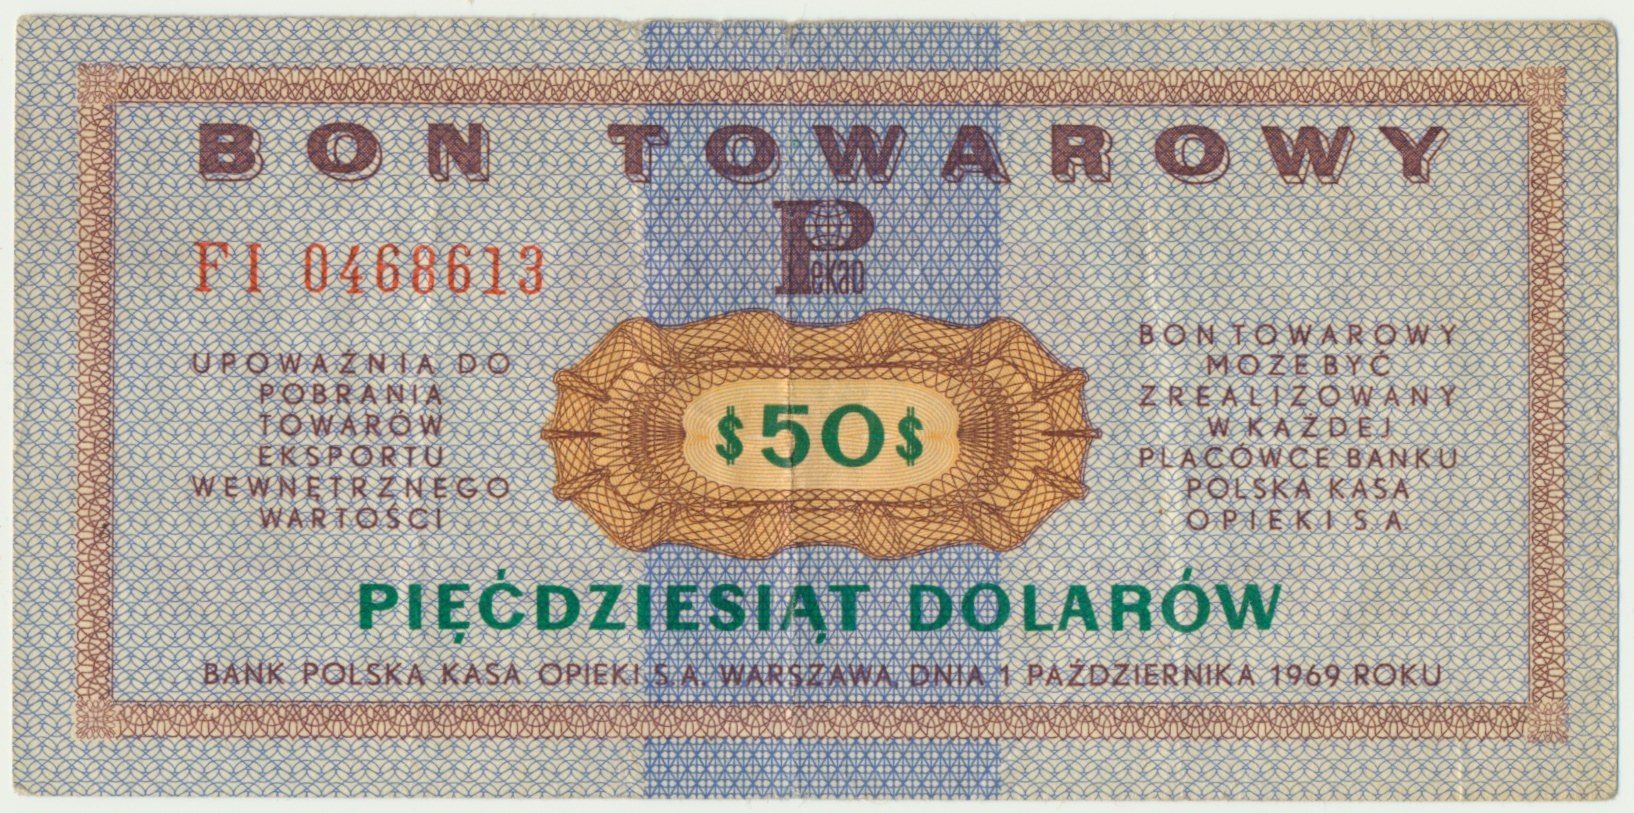 BON TOWAROWY
Pekao
FI 0468613
UPOWAŻNIA DO
POBRANIA
TOWARÓW
EKSPORTU
WEWNĘTRZNEGO
WARTOŚCI
$50$
BON TOWAROWY
MOŻE BYĆ
ZREALIZOWANY
W KAŻDEJ
PLACÓWCE BANKU
POLSKA KASA
OPIEKI S A
PIĘĆDZIESIĄT DOLARÓW
BANK POLSKA KASA OPIEKI S.A. WARSZAWA, DNIA 1 PAŹDZIERNIKA 1969 ROKU